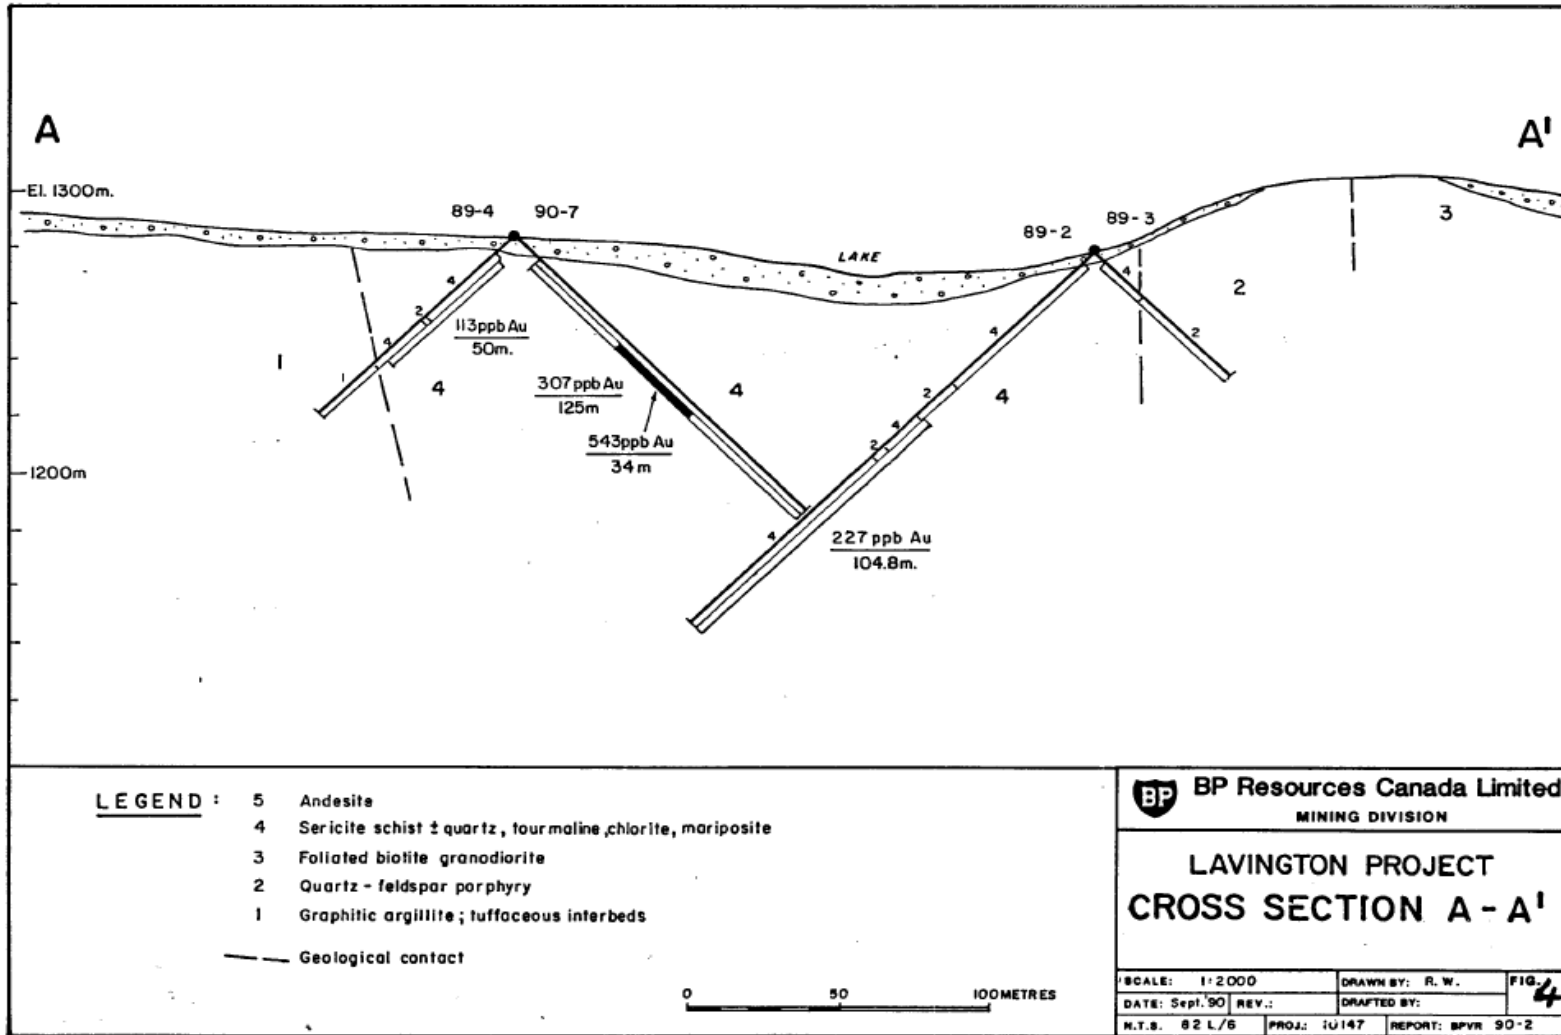 A
A'
El. 1300m.
89-4
90-7
89-2
89-3
LAKE
3
2
4
2
4
1
113ppb Au
50m.
4
2
4
2
1
4
307ppb Au
125m
4
4
2
4
2
543ppb Au
34m
1200m
4
227 ppb Au
104.8m.
LEGEND :
5 Andesite
4 Sericite schist ± quartz, tourmaline, chlorite, mariposite
3 Foliated biotite granodiorite
2 Quartz - feldspar porphyry
1 Graphitic argillite ; tuffaceous interbeds
Geological contact
0 50 100 METRES
BP BP Resources Canada Limited
MINING DIVISION
LAVINGTON PROJECT
CROSS SECTION A - A'
SCALE: 1:2000 DRAWN BY: R. W. FIG. 4
DATE: Sept.'90 REV.: DRAFTED BY:
N.T.S. 82 L/6 PROJ.: 10147 REPORT: BPVR 90-2